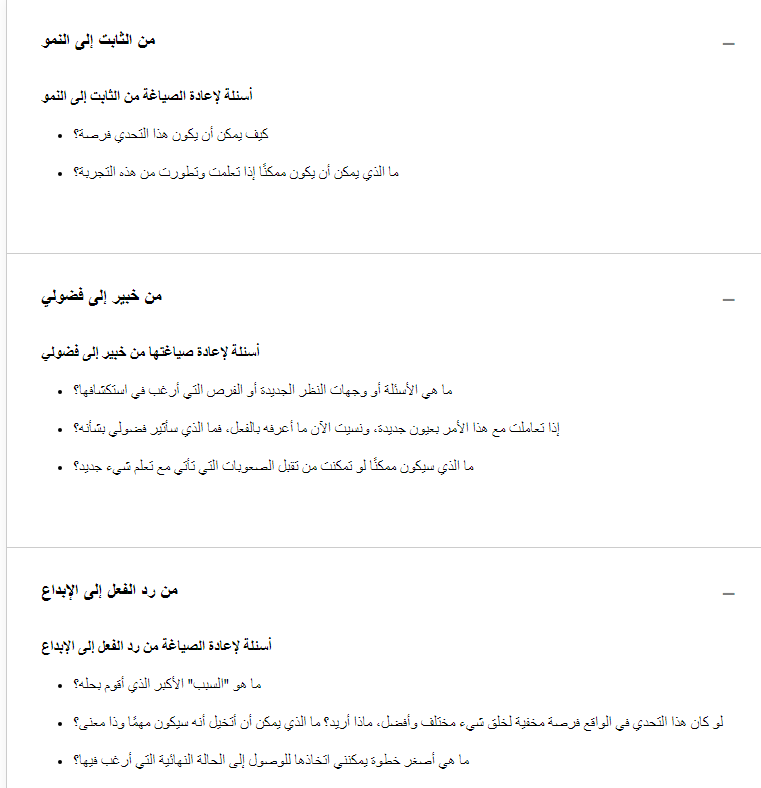 من الثابت إلى النمو
أسئلة لإعادة الصياغة من الثابت إلى النمو
كيف يمكن أن يكون هذا التحدي فرصة؟
ما الذي يمكن أن يكون ممكنًا إذا تعلمت وتطورت من هذه التجربة؟
من خبير إلى فضولي
أسئلة لإعادة صياغتها من خبير إلى فضولي
ما هي الأسئلة أو وجهات النظر الجديدة أو الفرص التي أرغب في استكشافها؟
إذا تعاملت مع هذا الأمر بعيون جديدة، ونسيت الآن ما أعرفه بالفعل، فما الذي سأثير فضولي بشأنه؟
ما الذي سيكون ممكنًا لو تمكنت من تقبل الصعوبات التي تأتي مع تعلم شيء جديد؟
من رد الفعل إلى الإبداع
أسئلة لإعادة الصياغة من رد الفعل إلى الإبداع
ما هو "السبب" الأكبر الذي أقوم بحله؟
لو كان هذا التحدي في الواقع فرصة مخفية لخلق شيء مختلف وأفضل، ماذا أريد؟ ما الذي يمكن أن أتخيل أنه سيكون مهمًا وذا معنى؟
ما هي أصغر خطوة يمكنني اتخاذها للوصول إلى الحالة النهائية التي أرغب فيها؟